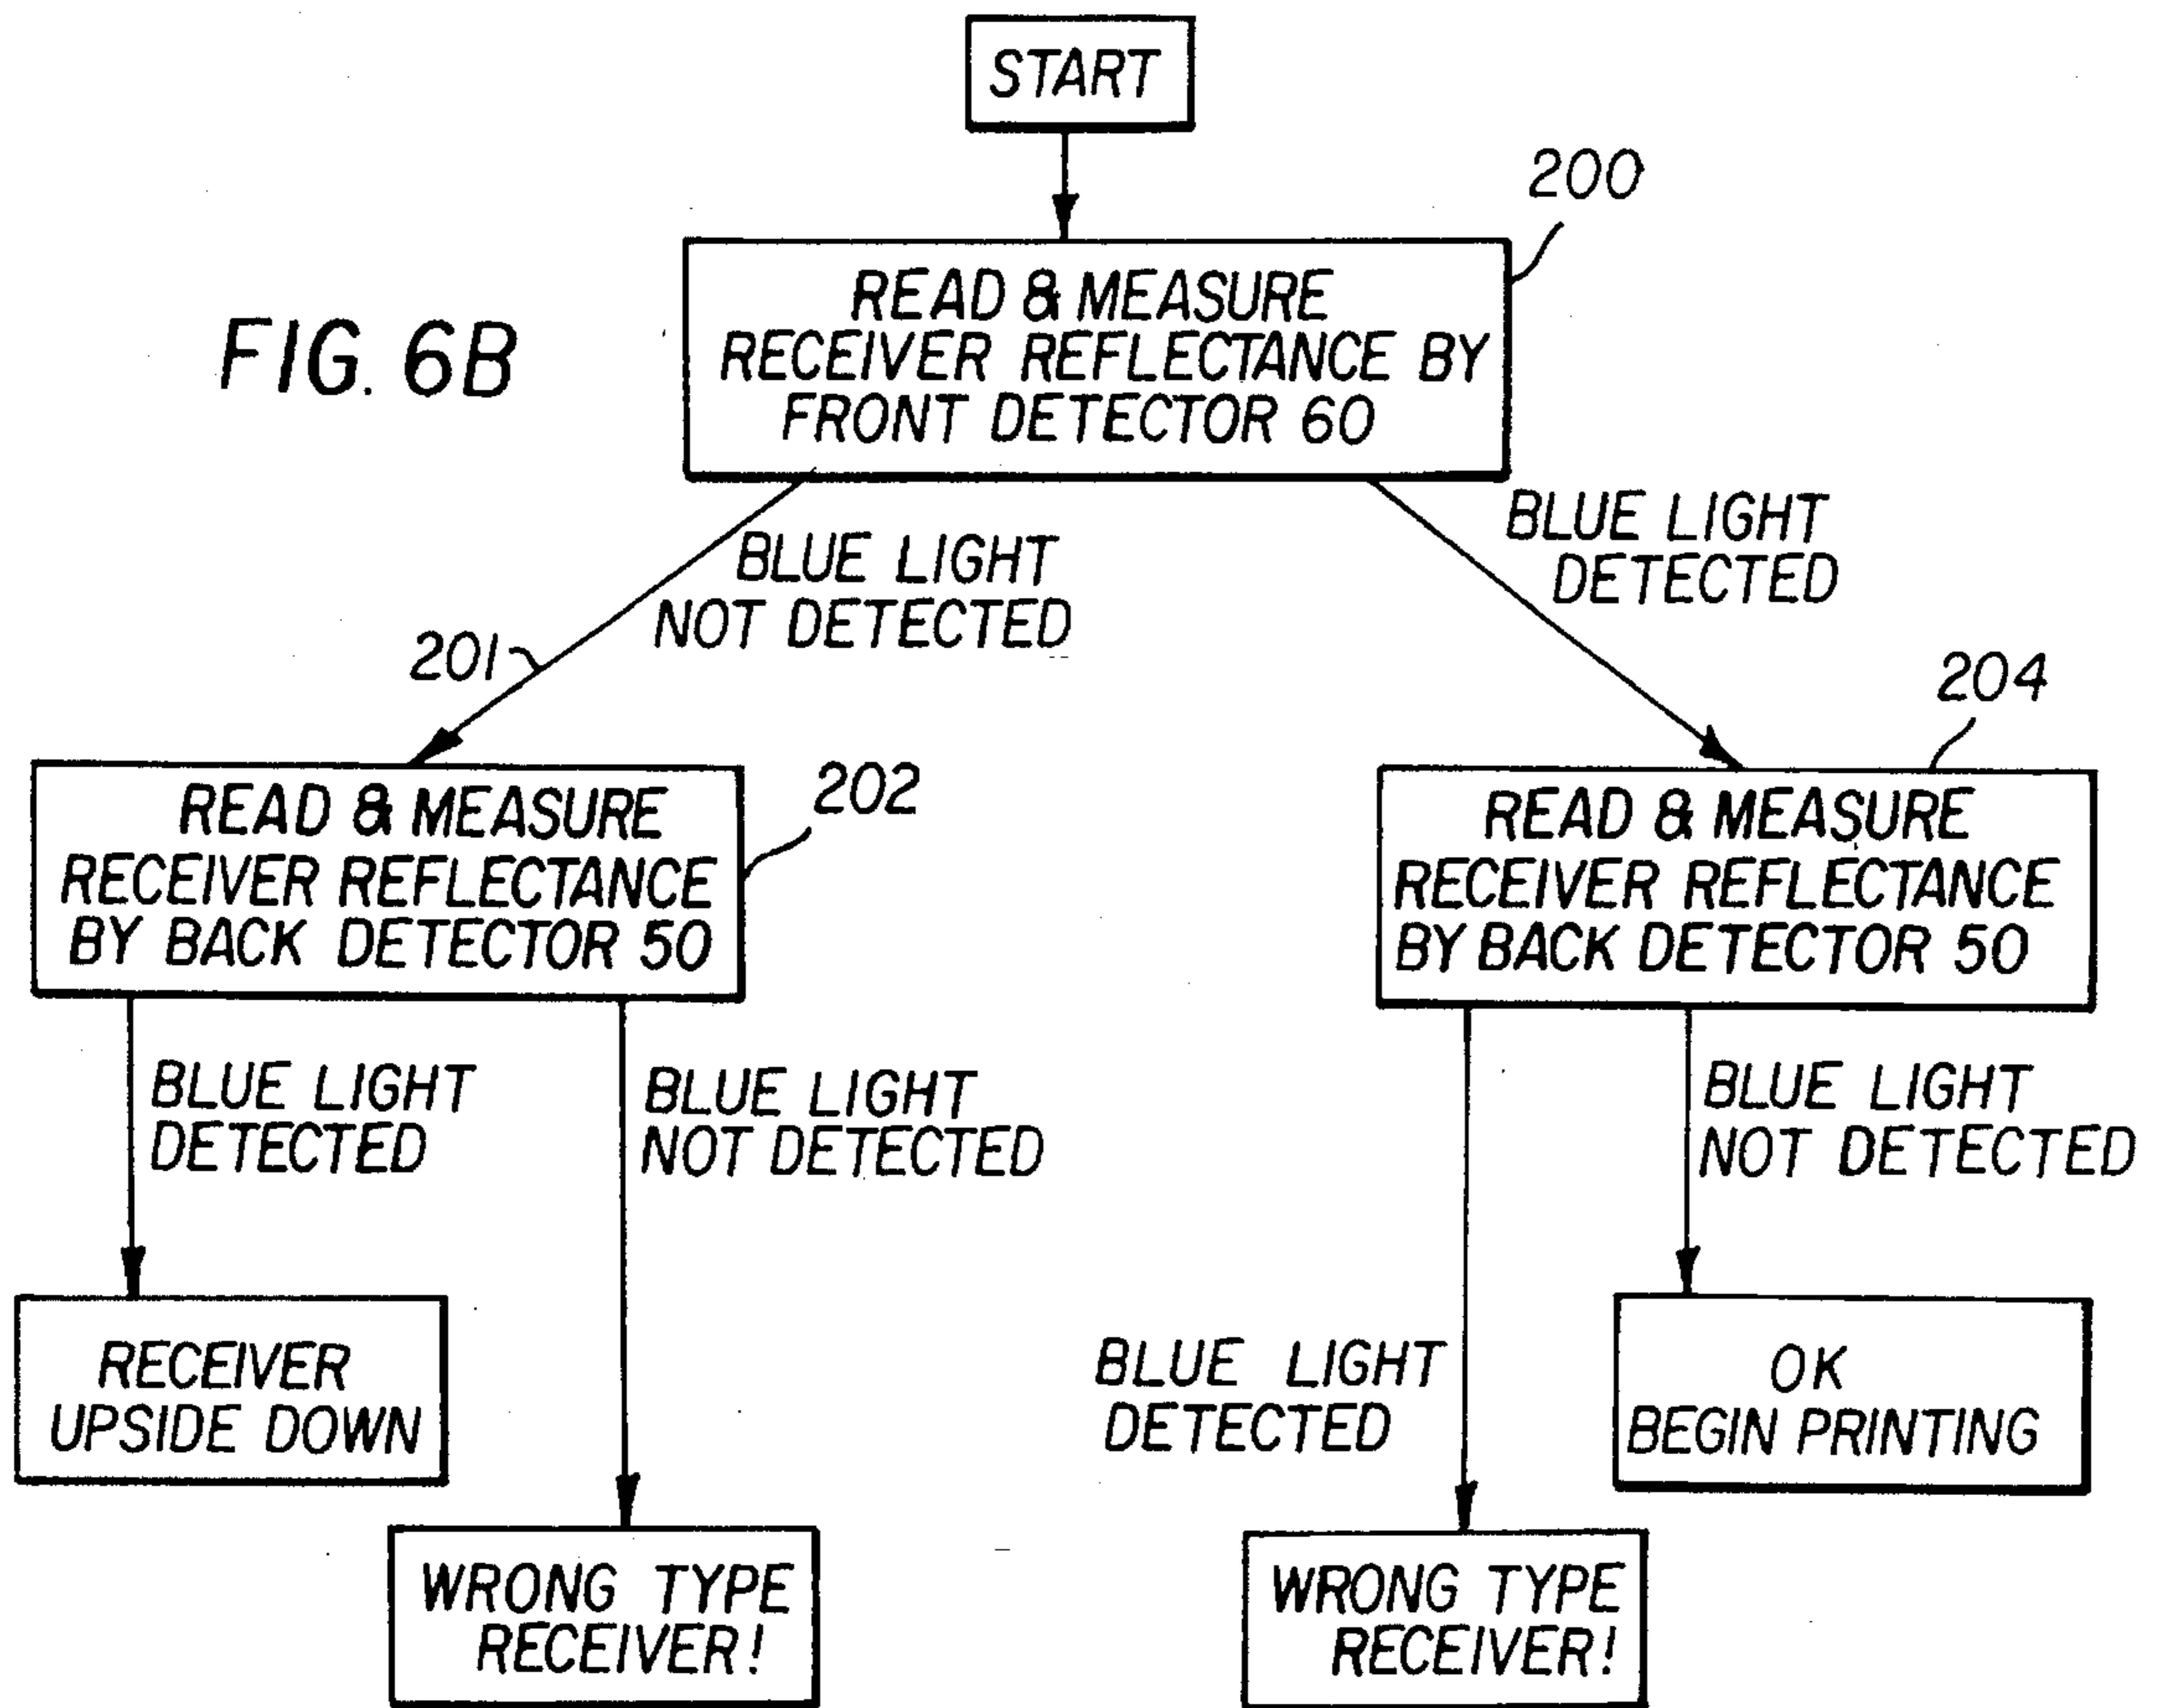 START
200
READ & MEASURE
RECEIVER REFLECTANCE BY
FRONT DETECTOR 60
FIG. 6B
BLUE LIGHT
NOT DETECTED
BLUE LIGHT
DETECTED
201
204
202
READ & MEASURE
RECEIVER REFLECTANCE
BY BACK DETECTOR 50
READ & MEASURE
RECEIVER REFLECTANCE
BY BACK DETECTOR 50
BLUE LIGHT
DETECTED
BLUE LIGHT
NOT DETECTED
BLUE LIGHT
NOT DETECTED
RECEIVER
UPSIDE DOWN
BLUE LIGHT
DETECTED
OK
BEGIN PRINTING
WRONG TYPE
RECEIVER!
WRONG TYPE
RECEIVER!